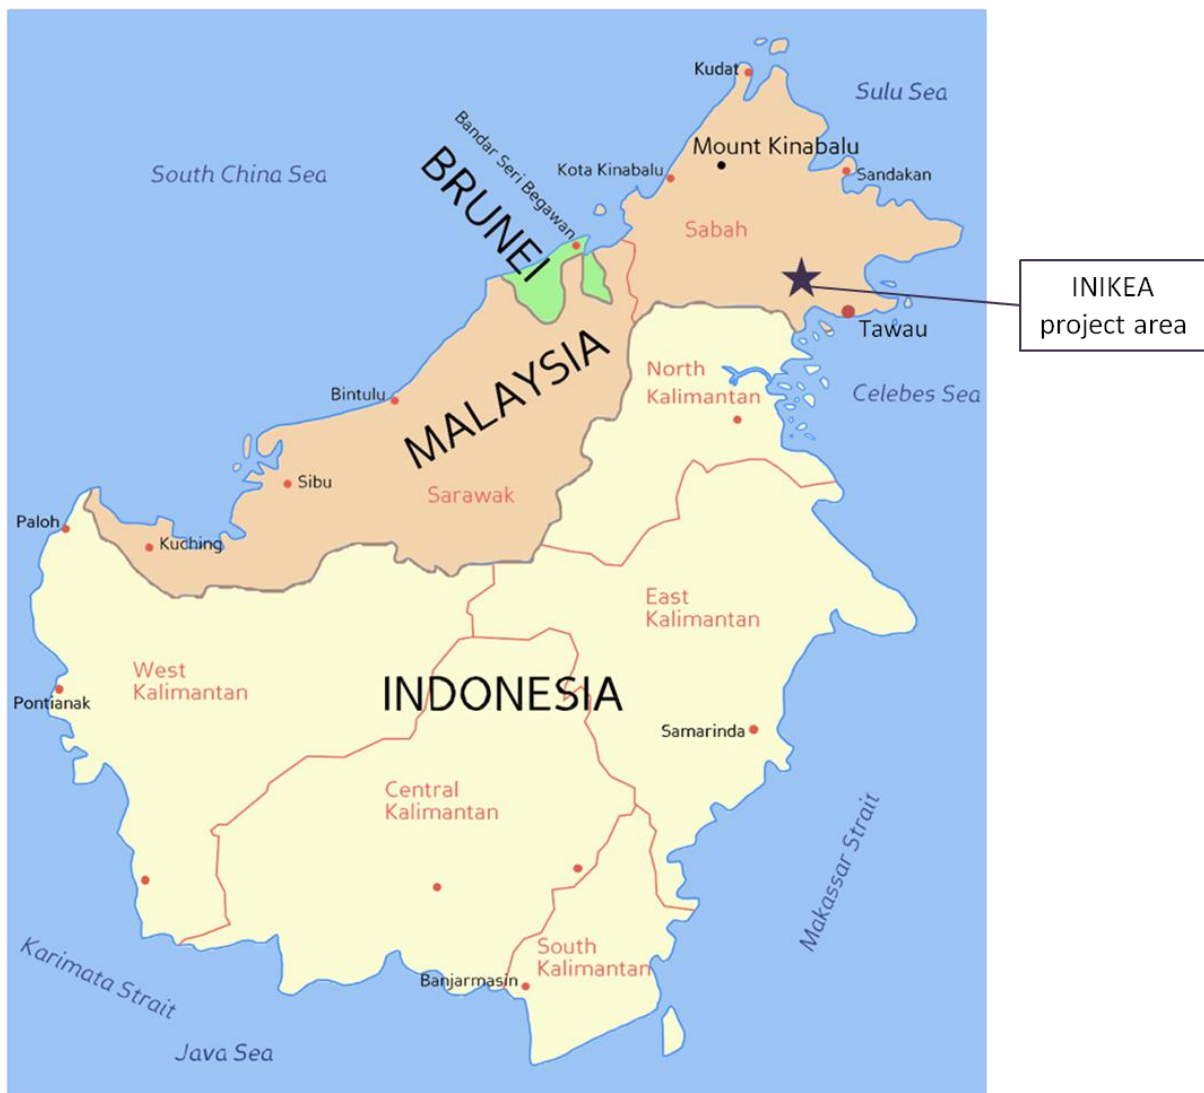 Kudat
Sulu Sea
Mount Kinabalu
Bandar Seri Begawan
South China Sea
BRUNEI
Kota Kinabalu
Sandakan
Sabah
INIKEA
project area
Tawau
MALAYSIA
North
Kalimantan
Celebes Sea
Bintulu
Sibu
Sarawak
Paloh
Kuching
East
Kalimantan
West
Kalimantan
INDONESIA
Pontianak
Samarinda
Central
Kalimantan
Makassar Strait
South
Kalimantan
Banjarmasin
Karimata Strait
Java Sea